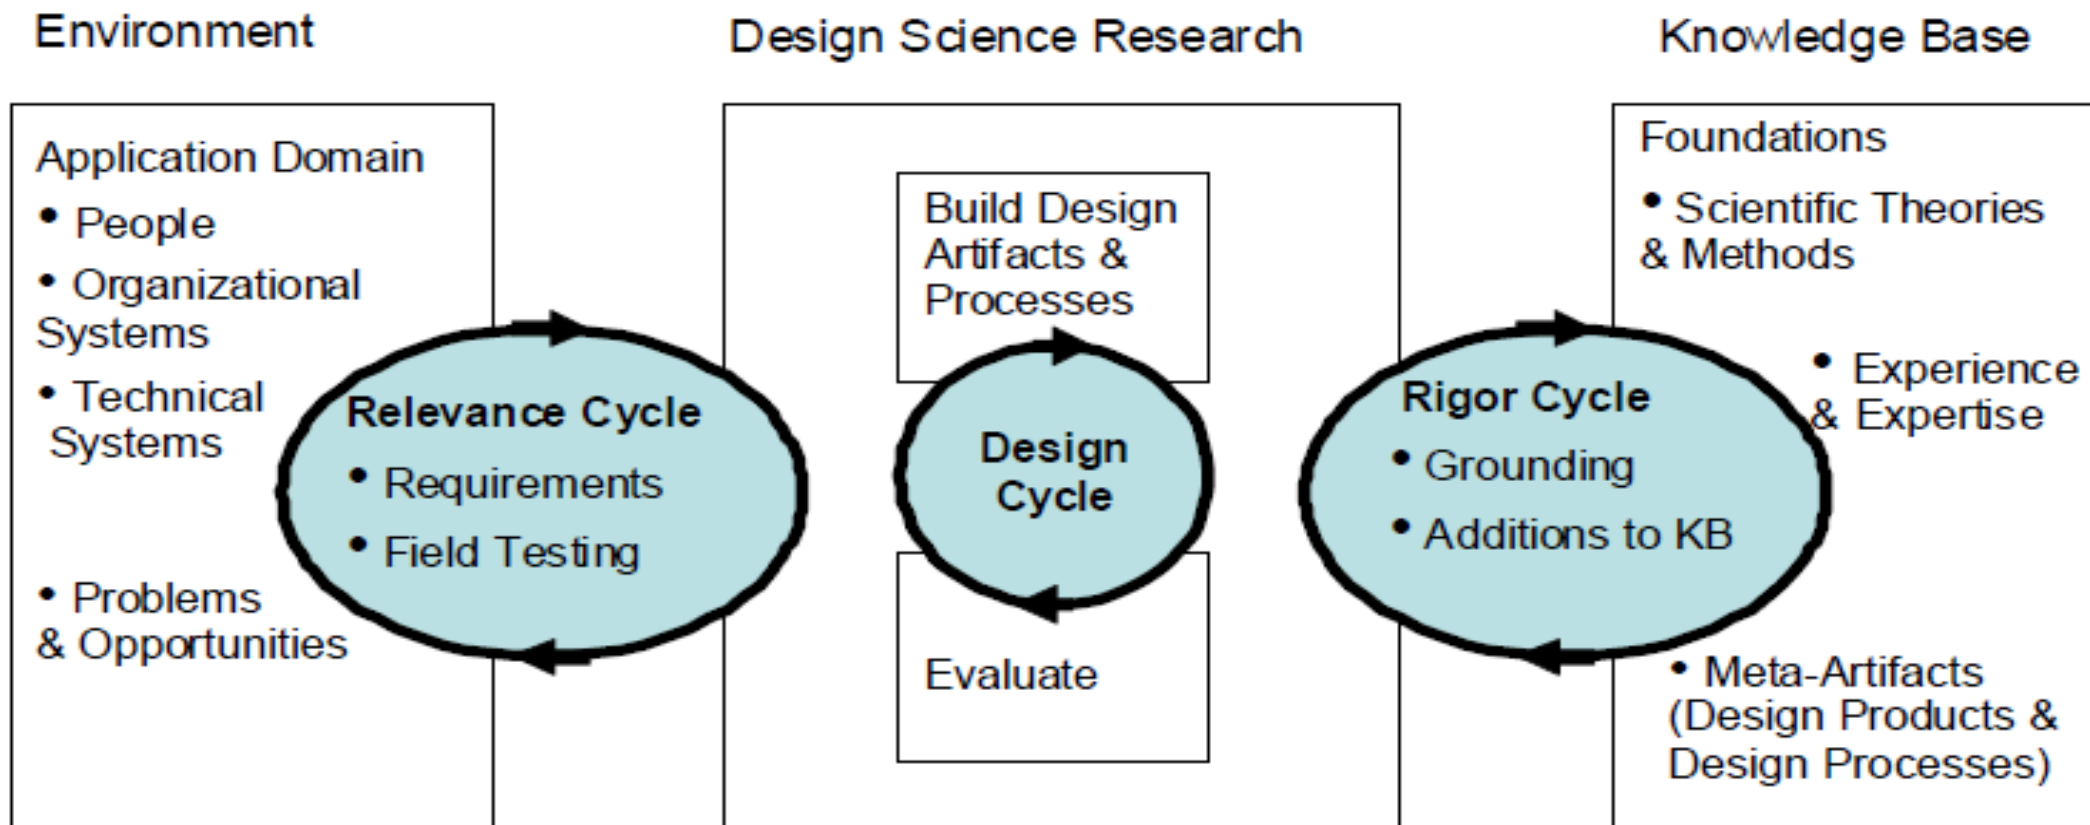 Environment
Design Science Research
Knowledge Base
Application Domain
• People
• Organizational
Systems
• Technical
Systems
• Problems
& Opportunities
Relevance Cycle
• Requirements
• Field Testing
Build Design
Artifacts &
Processes
Design
Cycle
Evaluate
Rigor Cycle
• Grounding
• Additions to KB
Foundations
• Scientific Theories
& Methods
• Experience
& Expertise
• Meta-Artifacts
(Design Products &
Design Processes)